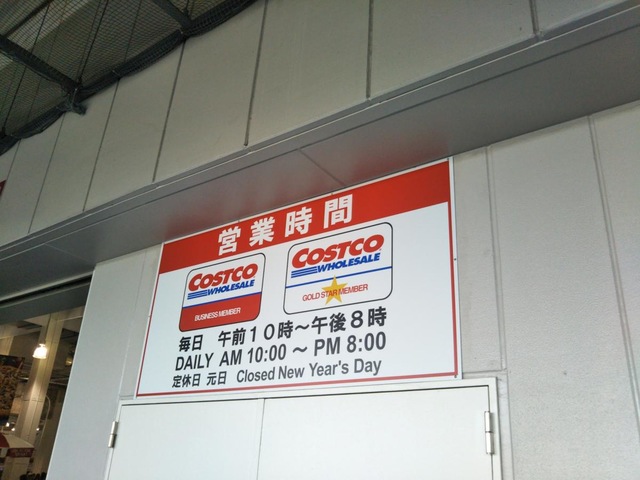 営業時間
COSTCO
WHOLESALE
BUSINESS MEMBER
COSTCO
WHOLESALE
GOLD STAR MEMBER
毎日 午前10時~午後8時
DAILY AM 10:00 ~ PM 8:00
定休日 元日 Closed New Year's Day